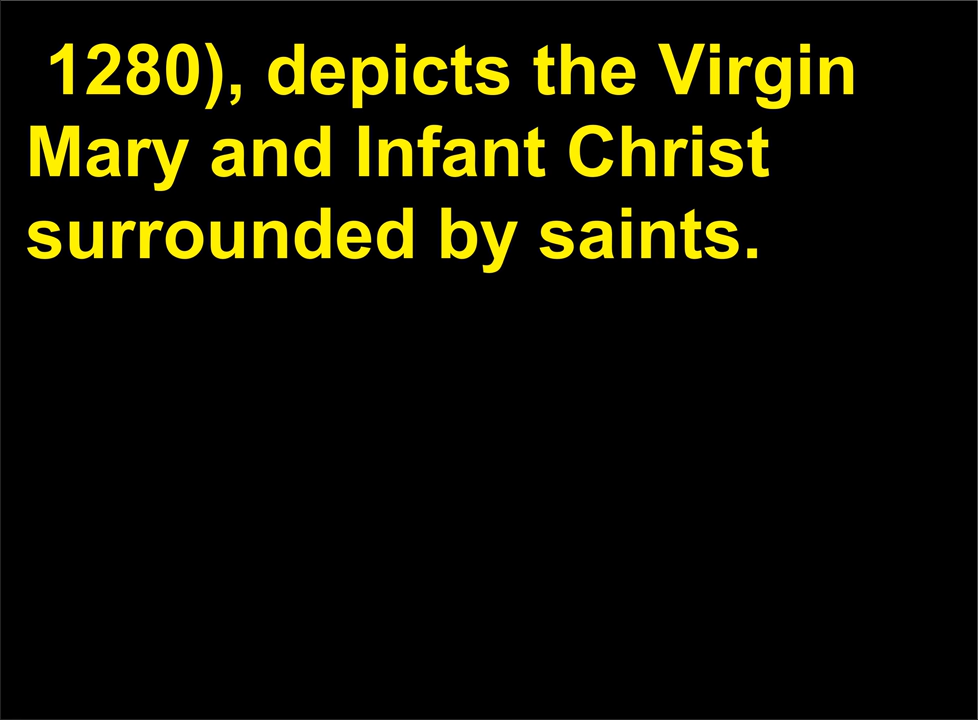 1280), depicts the Virgin
Mary and Infant Christ
surrounded by saints.